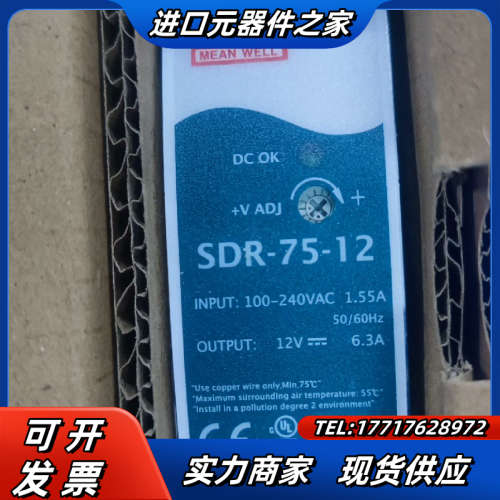 进口元器件之家
MEAN WELL
DC OK
+V ADJ +
SDR-75-12
INPUT: 100-240VAC 1.55A
50/60Hz
OUTPUT: 12V⎓ 6.3A
"Use copper wire only, Min, 75℃"
"Maximum surrounding air temperature: 55℃"
"Install in a pollution degree 2 environment"
CE UL
TEL:17717628972
可开
发票
实力商家 现货供应